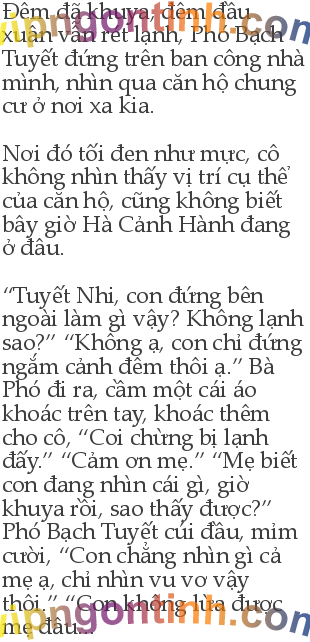 Đêm đã khuya, đêm đầu
xuân vẫn rét lạnh, Phó Bạch
Tuyết đứng trên ban công nhà
mình, nhìn qua căn hộ chung
cư ở nơi xa kia.
Nơi đó tối đen như mực, cô
không nhìn thấy vị trí cụ thể
của căn hộ, cũng không biết
bây giờ Hà Cảnh Hành đang
ở đâu.
“Tuyết Nhi, con đứng bên
ngoài làm gì vậy? Không lạnh
sao?” “Không ạ, con chỉ đứng
ngắm cảnh đêm thôi ạ.” Bà
Phó đi ra, cầm một cái áo
khoác trên tay, khoác thêm
cho cô, “Coi chừng bị lạnh
đấy.” “Cảm ơn mẹ.” “Mẹ biết
con đang nhìn cái gì, giờ
khuya rồi, sao thấy được?”
Phó Bạch Tuyết cúi đầu, mỉm
cười, “Con chẳng nhìn gì cả
mẹ ạ, chỉ nhìn vu vơ vậy
thôi.” “Con không lừa được
mẹ đâu...